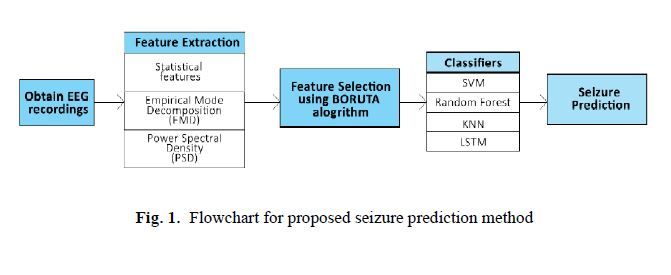 Obtain EEG
recordings
Feature Extraction
Statistical
features
Empirical Mode
Decomposition
(EMD)
Power Spectral
Density
(PSD)
Feature Selection
using BORUTA
alogrithm
Classifiers
SVM
Random Forest
KNN
LSTM
Seizure
Prediction
Fig. 1. Flowchart for proposed seizure prediction method